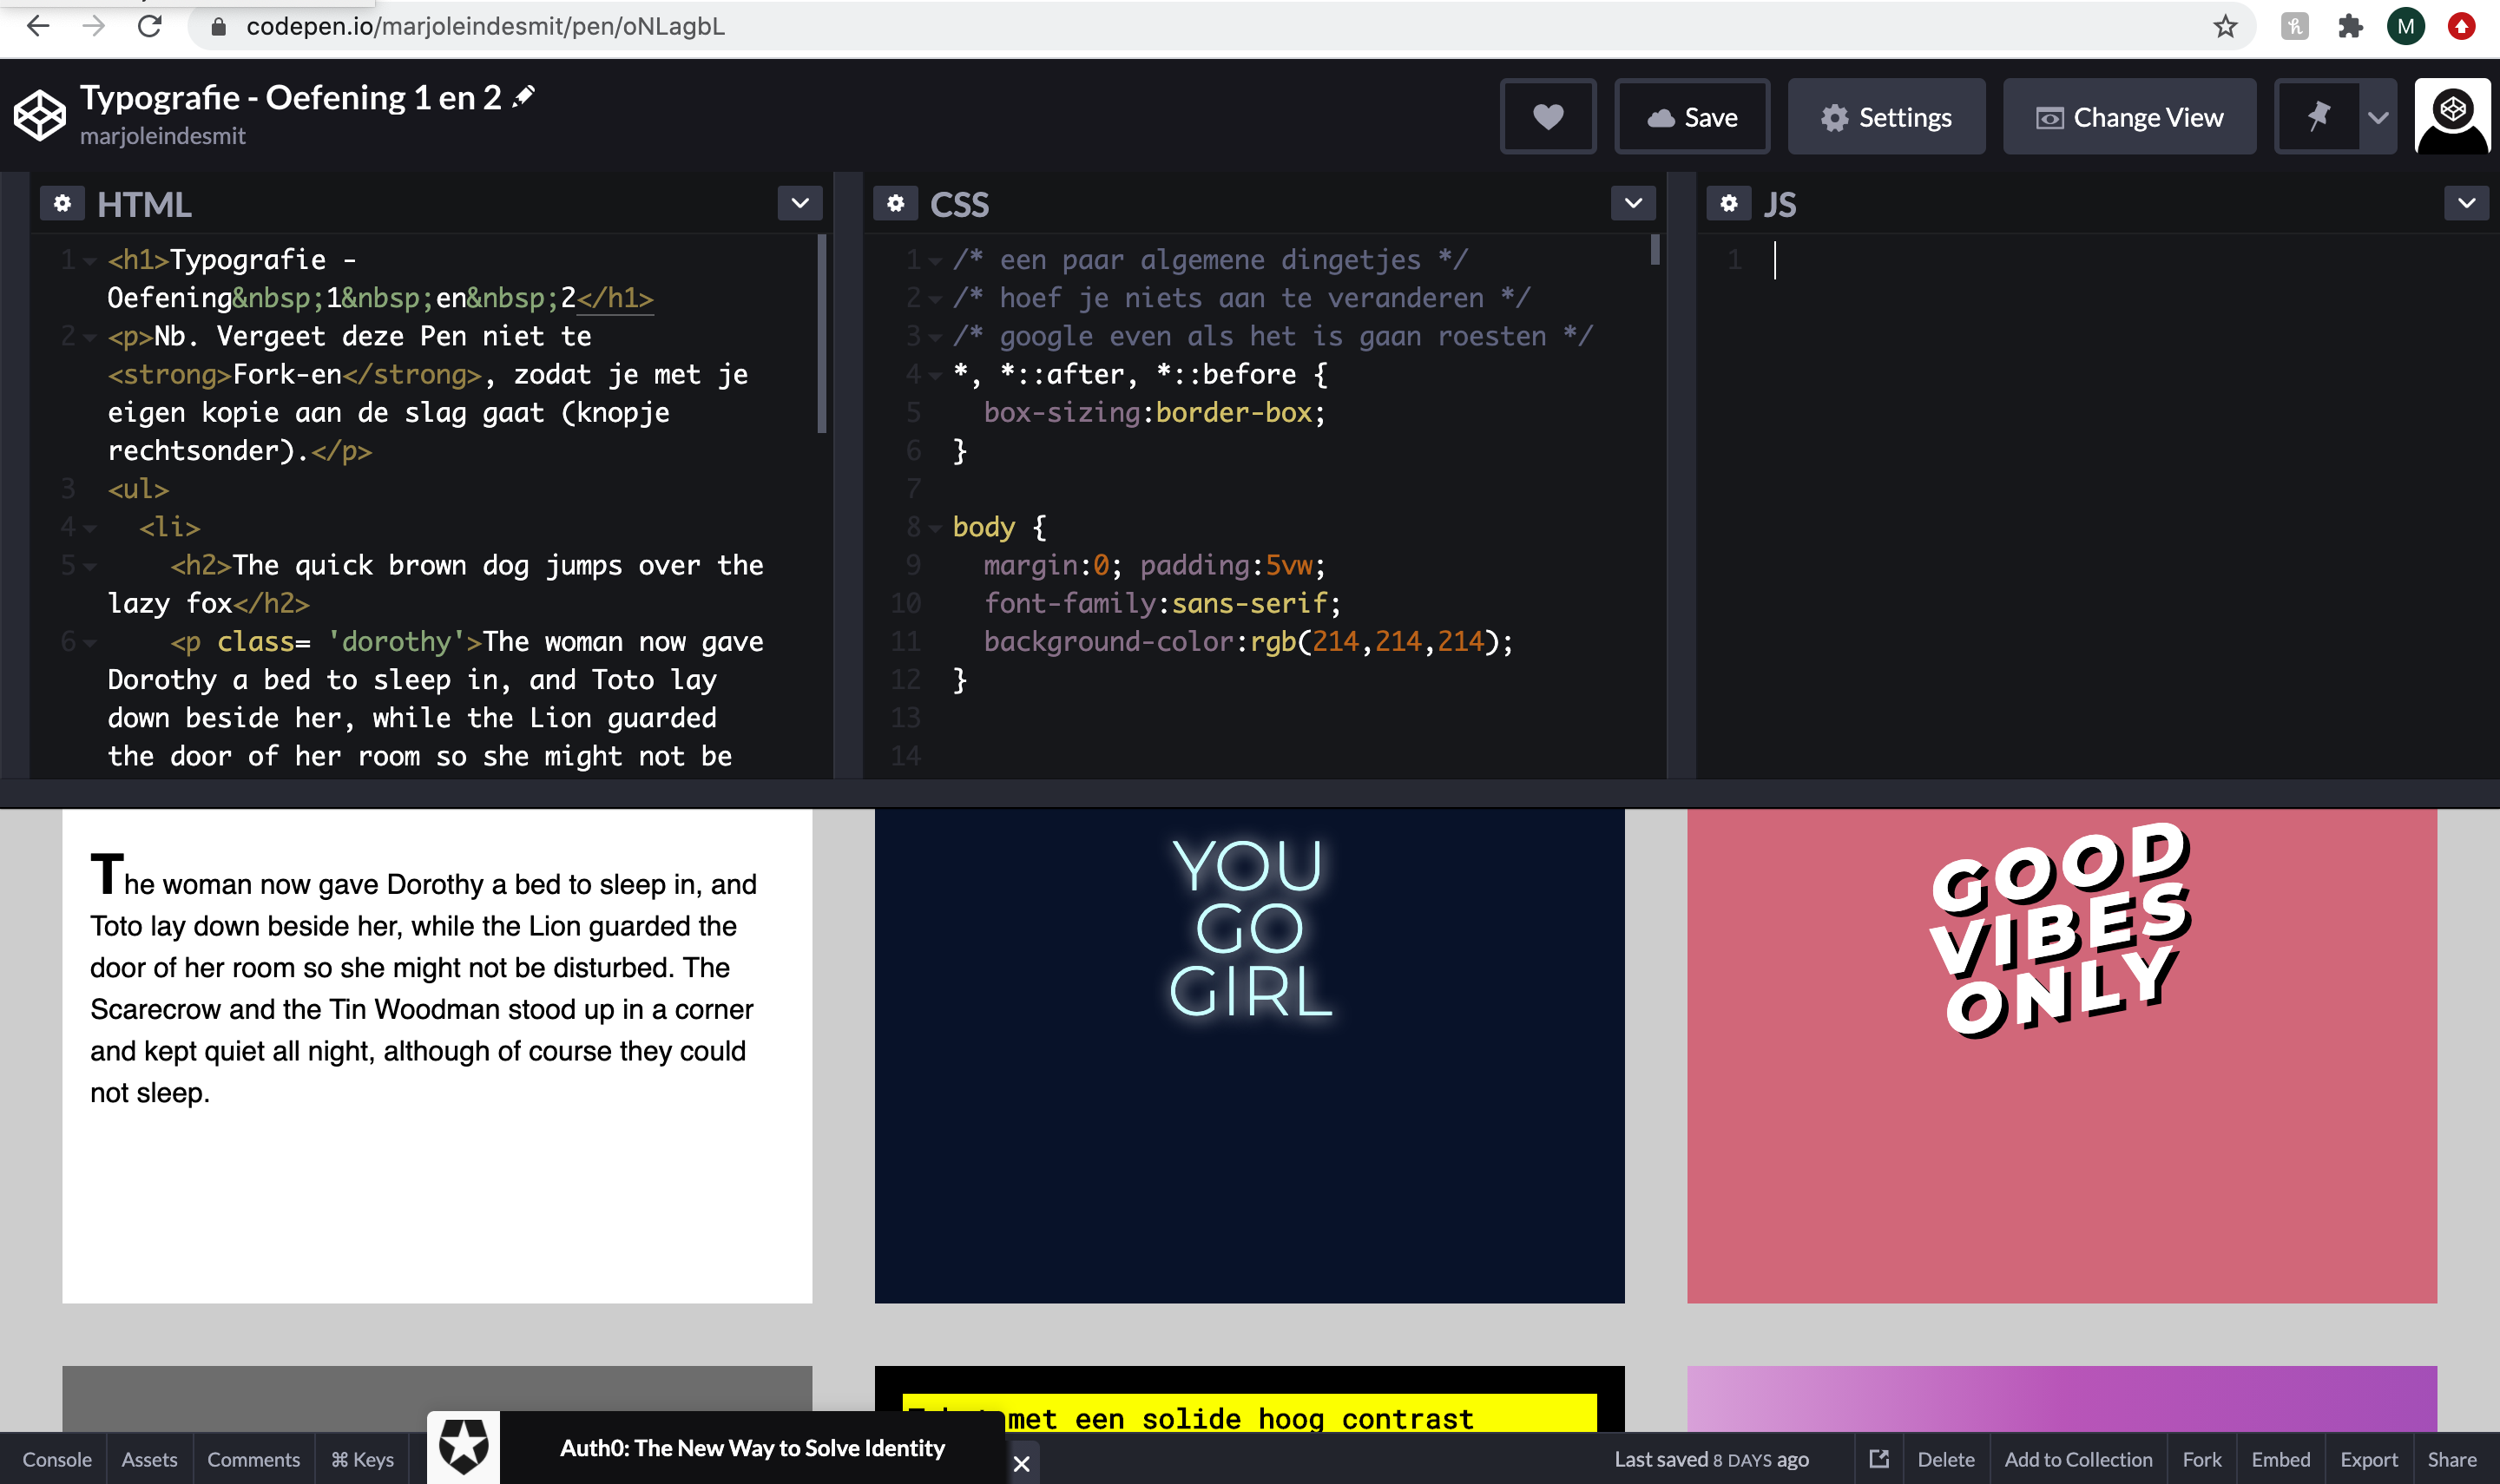 codepen.io/marjoleindesmit/pen/oNLagbL
M
Typografie - Oefening 1 en 2
marjoleindesmit
Save
Settings
Change View
HTML
1 <h1>Typografie -
Oefening&nbsp;1&nbsp;en&nbsp;2</h1>
2 <p>Nb. Vergeet deze Pen niet te
<strong>Fork-en</strong>, zodat je met je
eigen kopie aan de slag gaat (knopje
rechtsonder).</p>
3 <ul>
4 <li>
5 <h2>The quick brown dog jumps over the
lazy fox</h2>
6 <p class= 'dorothy'>The woman now gave
Dorothy a bed to sleep in, and Toto lay
down beside her, while the Lion guarded
the door of her room so she might not be
CSS
1 /* een paar algemene dingetjes */
2 /* hoef je niets aan te veranderen */
3 /* google even als het is gaan roesten */
4 *, *::after, *::before {
5 box-sizing:border-box;
6 }
7
8 body {
9 margin:0; padding:5vw;
10 font-family:sans-serif;
11 background-color:rgb(214,214,214);
12 }
13
14
JS
1
The woman now gave Dorothy a bed to sleep in, and
Toto lay down beside her, while the Lion guarded the
door of her room so she might not be disturbed. The
Scarecrow and the Tin Woodman stood up in a corner
and kept quiet all night, although of course they could
not sleep.
YOU
GO
GIRL
GOOD
VIBES
ONLY
met een solide hoog contrast
Console
Assets
Comments
⌘ Keys
Auth0: The New Way to Solve Identity
Last saved 8 DAYS ago
Delete
Add to Collection
Fork
Embed
Export
Share